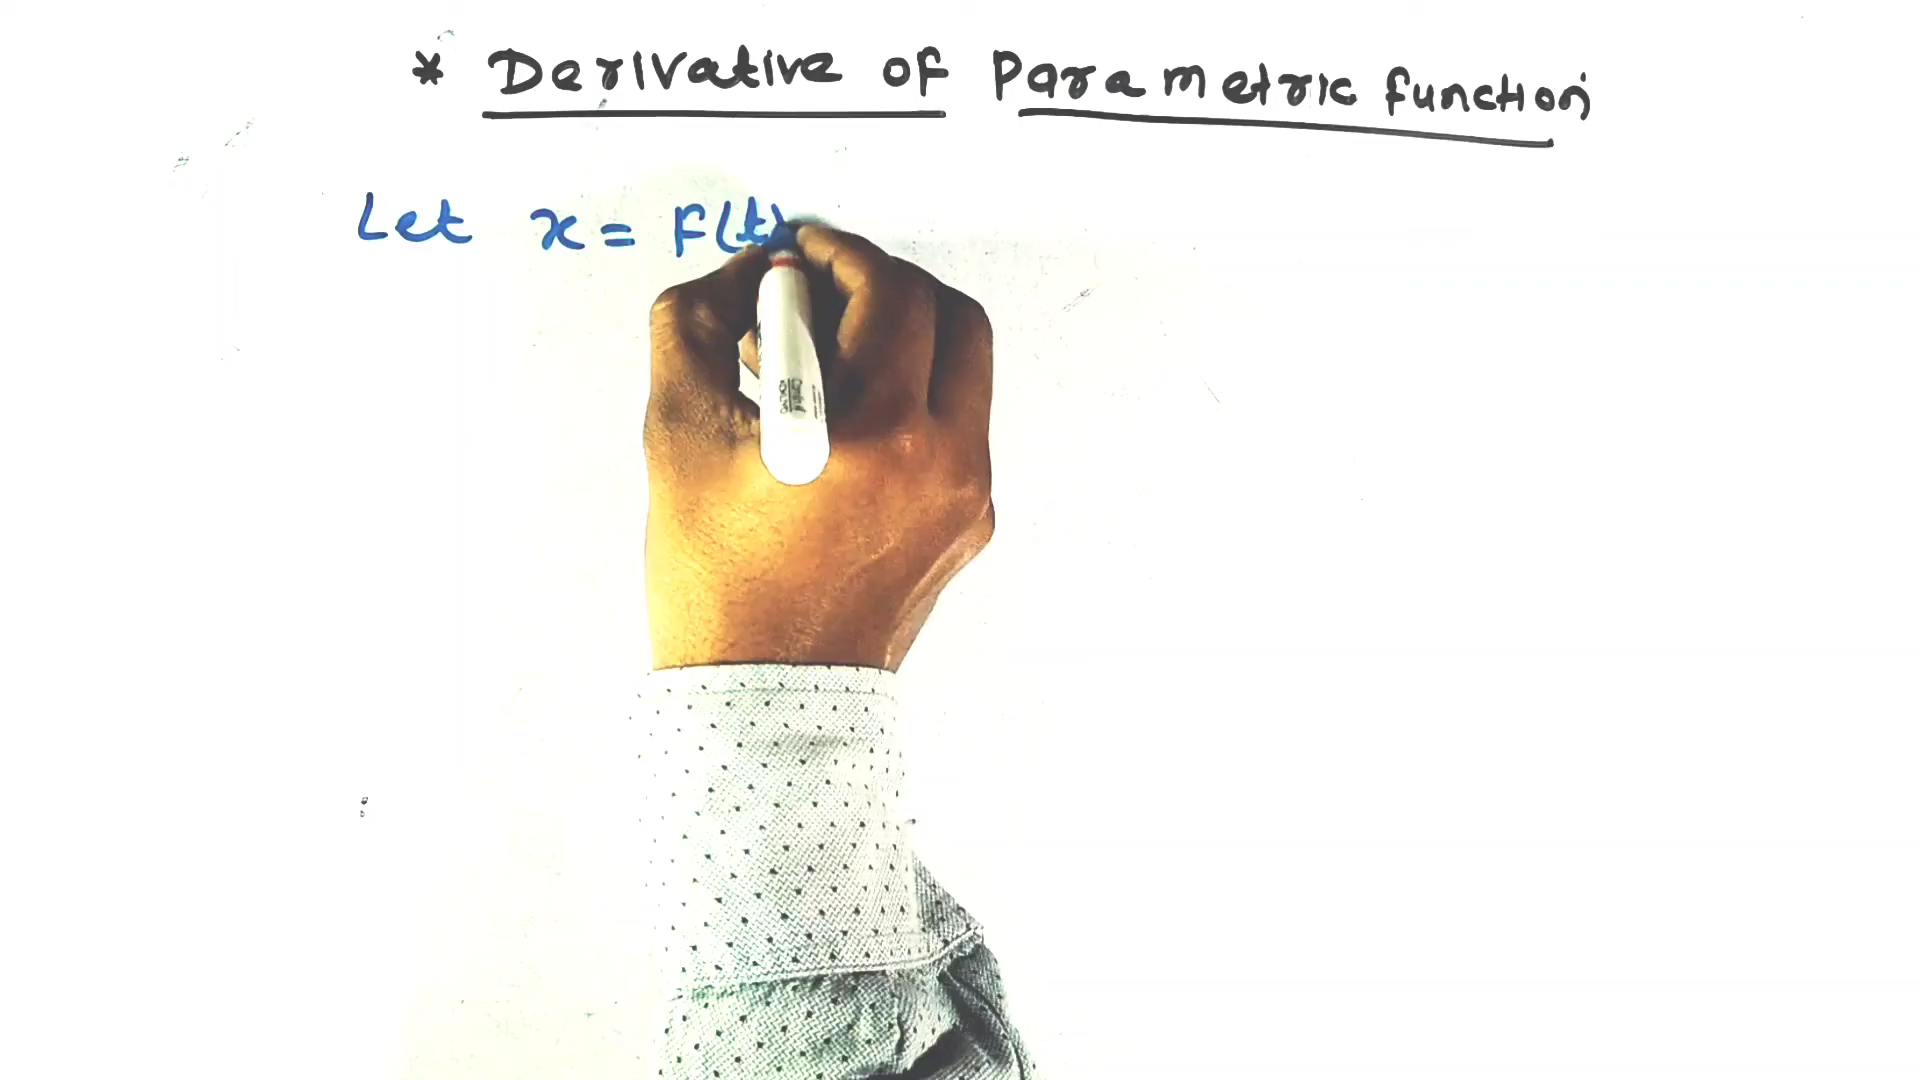 * Derivative of Parametric function
Let x = F(t)